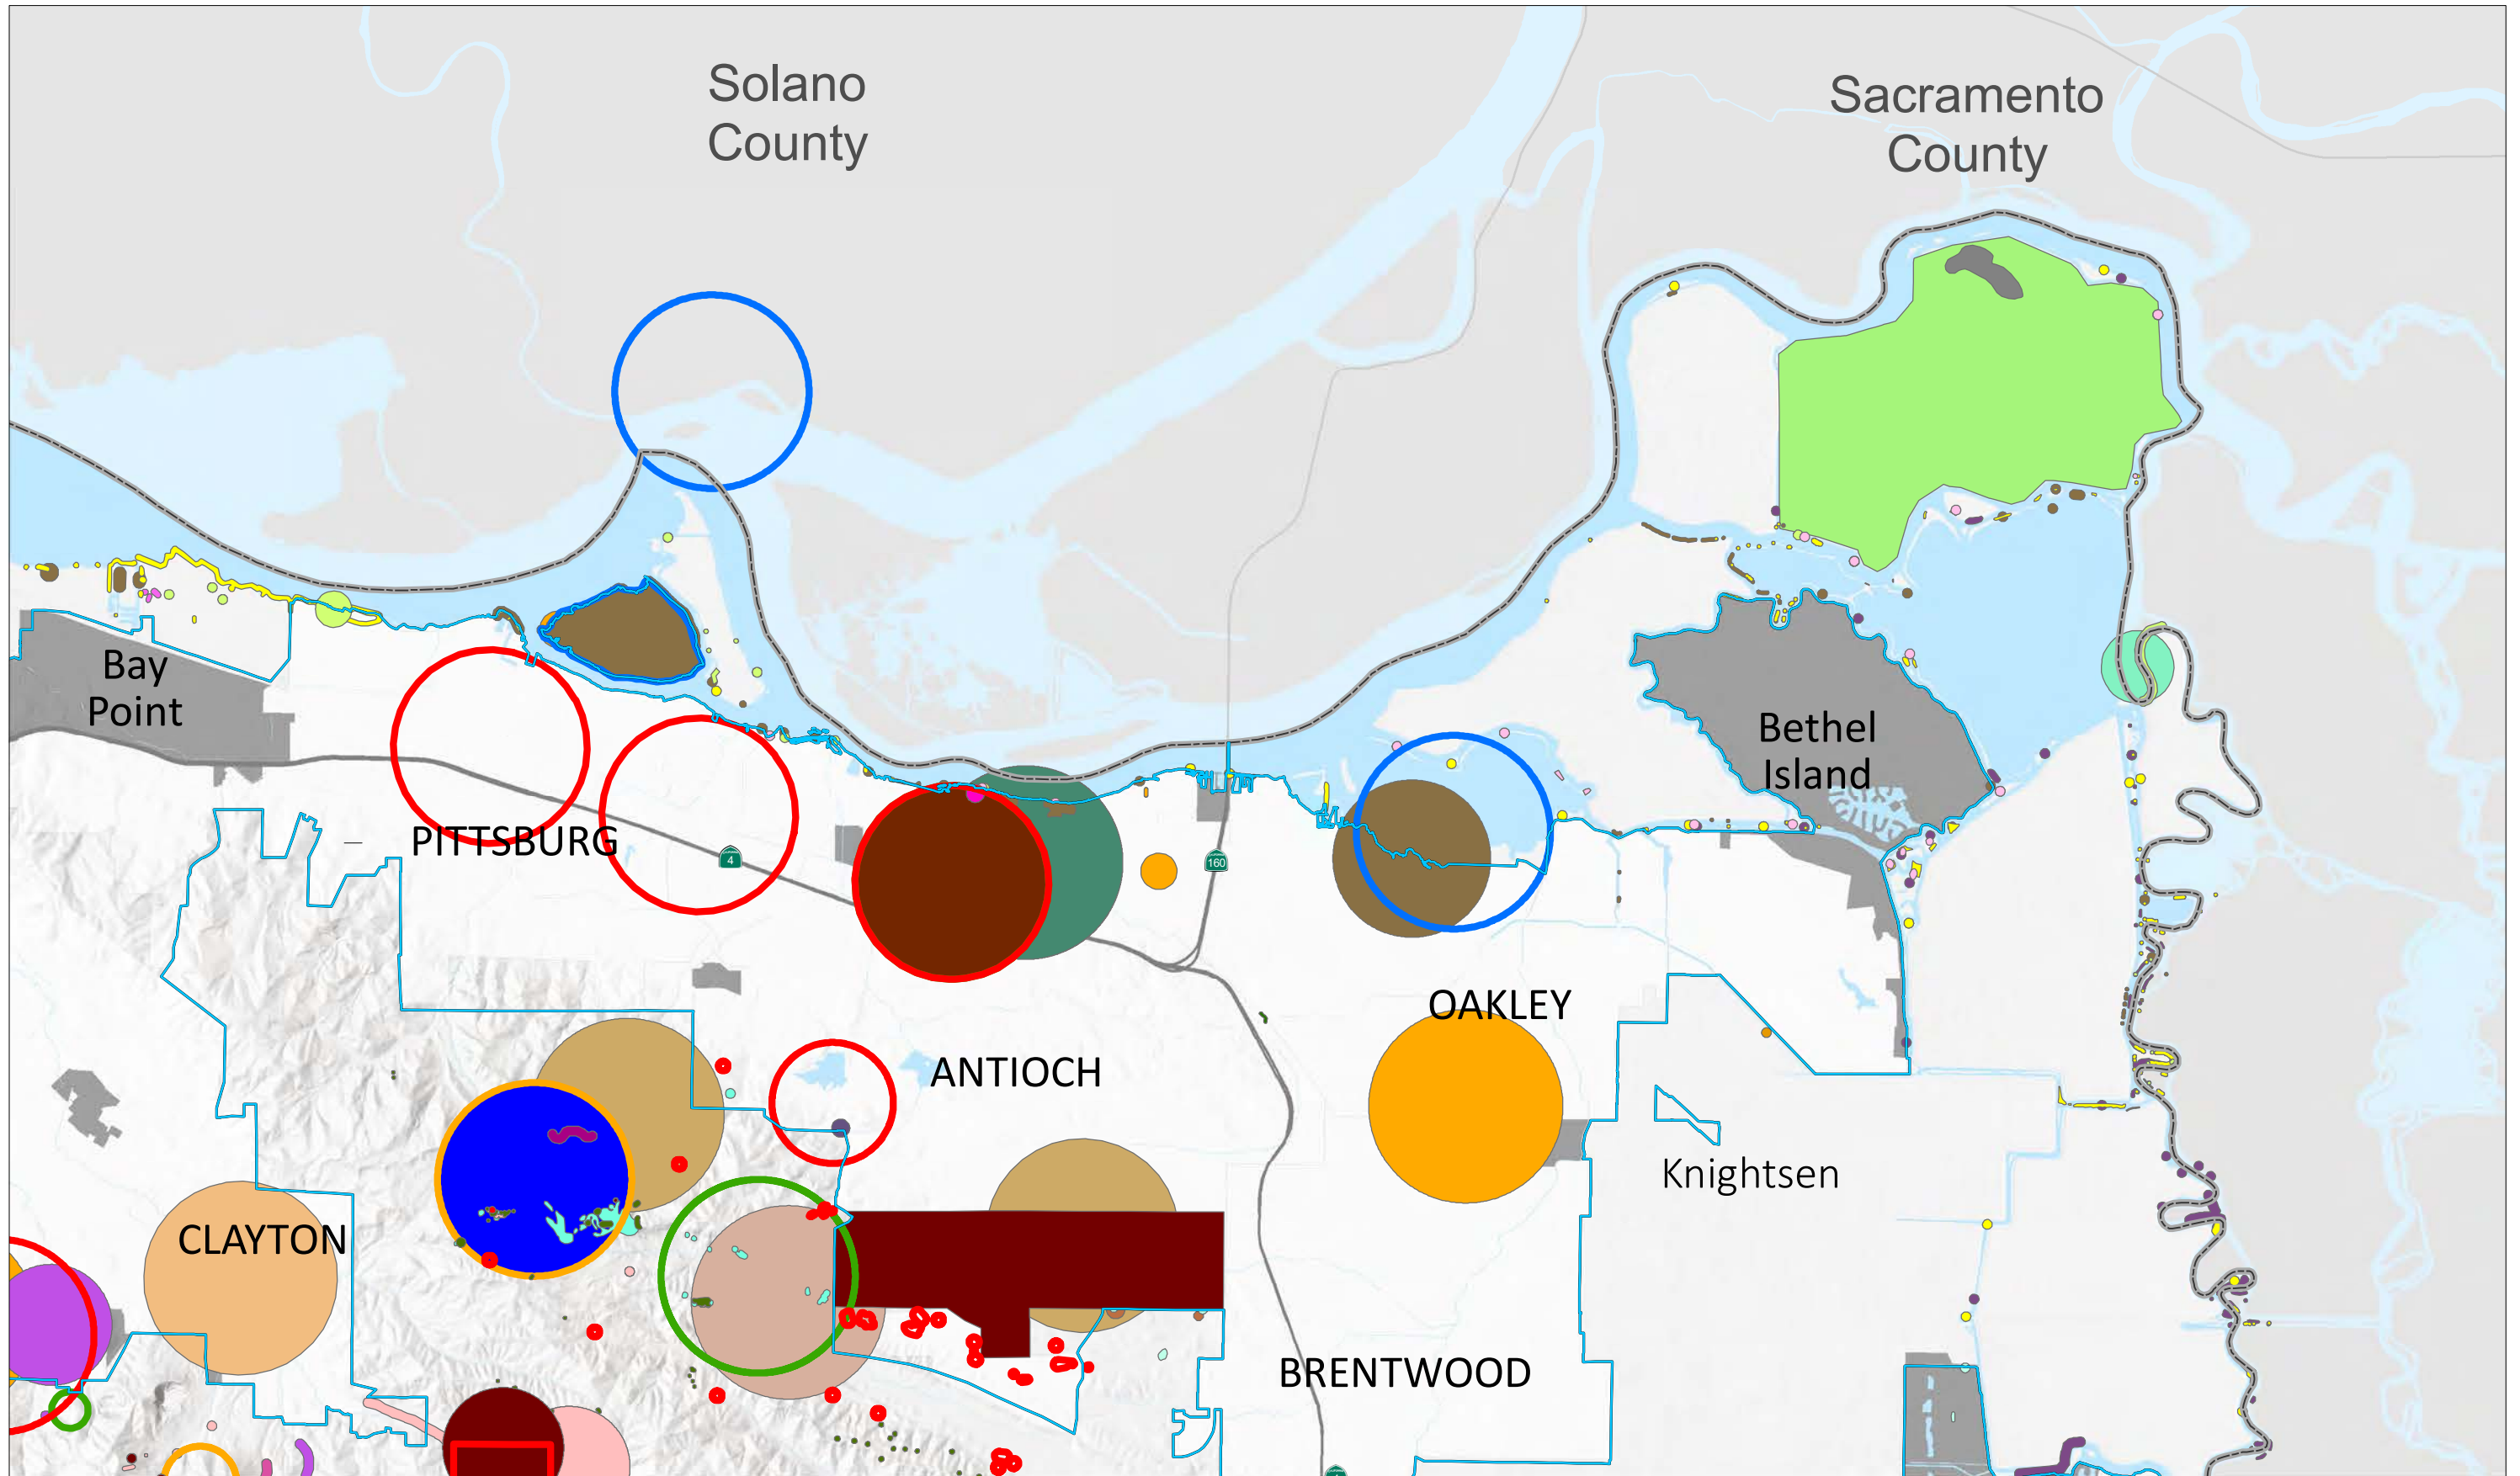 Solano
County
Sacramento
County
Bay
Point
Bethel
Island
PITTSBURG
4
160
OAKLEY
ANTIOCH
Knightsen
CLAYTON
BRENTWOOD